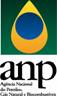 anp
Agência Nacional
do Petróleo,
Gás Natural e Biocombustíveis